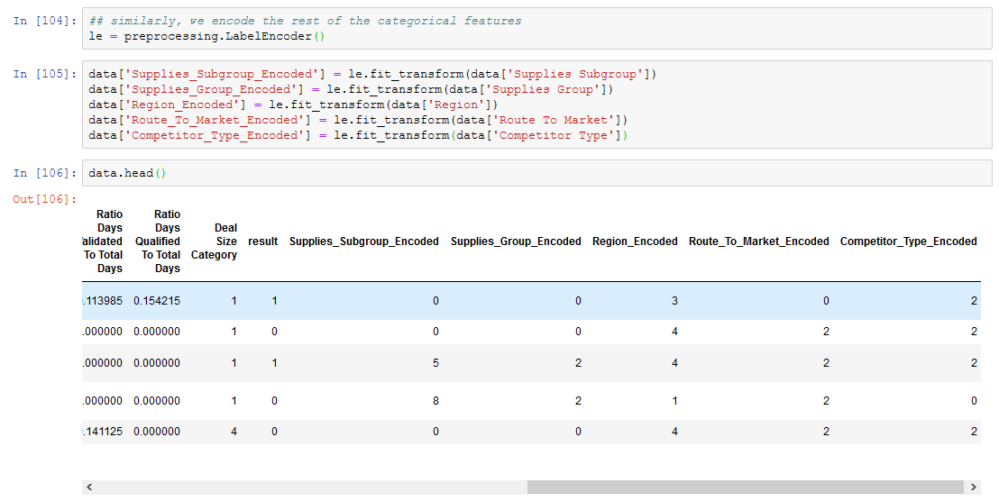 In [104]: ## similarly, we encode the rest of the categorical features
le = preprocessing.LabelEncoder()
In [105]: data['Supplies_Subgroup_Encoded'] = le.fit_transform(data['Supplies Subgroup'])
data['Supplies_Group_Encoded'] = le.fit_transform(data['Supplies Group'])
data['Region_Encoded'] = le.fit_transform(data['Region'])
data['Route_To_Market_Encoded'] = le.fit_transform(data['Route To Market'])
data['Competitor_Type_Encoded'] = le.fit_transform(data['Competitor Type'])
In [106]: data.head()
Out[106]:
Ratio Ratio
Days Days Deal
alidated Qualified Size result Supplies_Subgroup_Encoded Supplies_Group_Encoded Region_Encoded Route_To_Market_Encoded Competitor_Type_Encoded
To Total To Total Category
Days Days
.113985 0.154215 1 1 0 0 3 0 2
.000000 0.000000 1 0 0 0 4 2 2
.000000 0.000000 1 1 5 2 4 2 2
.000000 0.000000 1 0 8 2 1 2 0
.141125 0.000000 4 0 0 0 4 2 2